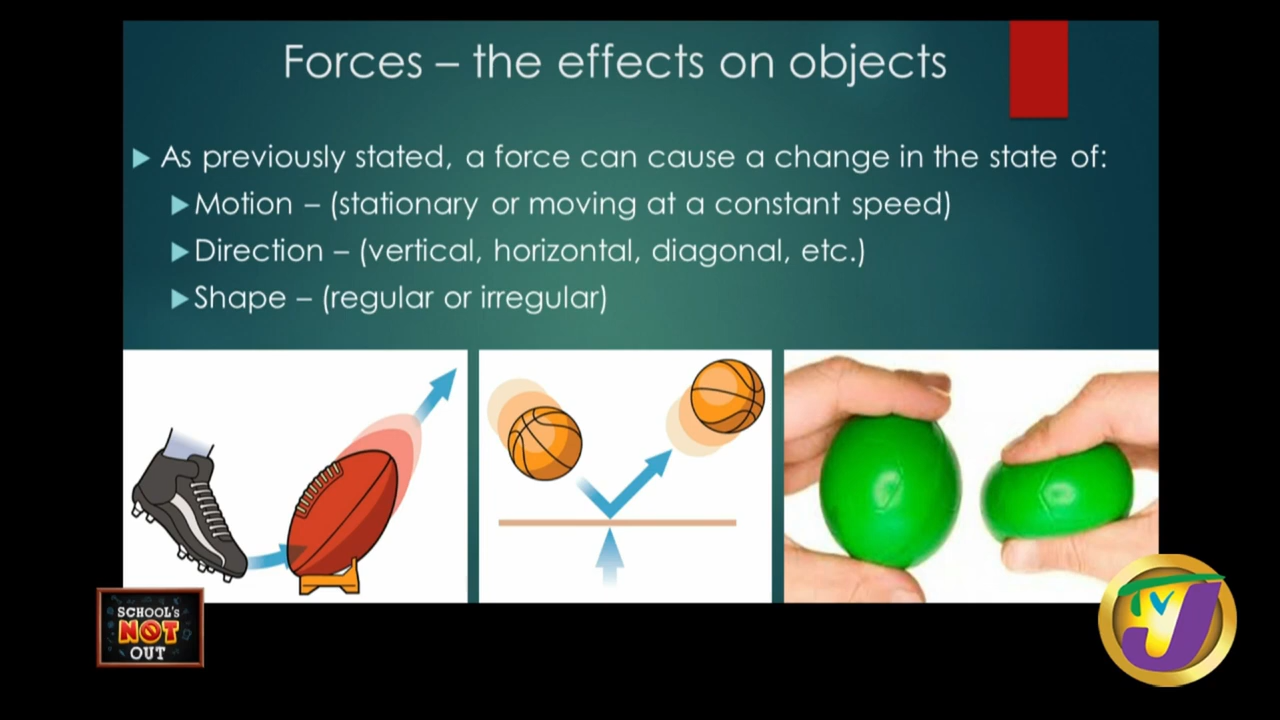 Forces – the effects on objects
As previously stated, a force can cause a change in the state of:
Motion – (stationary or moving at a constant speed)
Direction – (vertical, horizontal, diagonal, etc.)
Shape – (regular or irregular)
SCHOOL's
NOT
OUT
TVJ